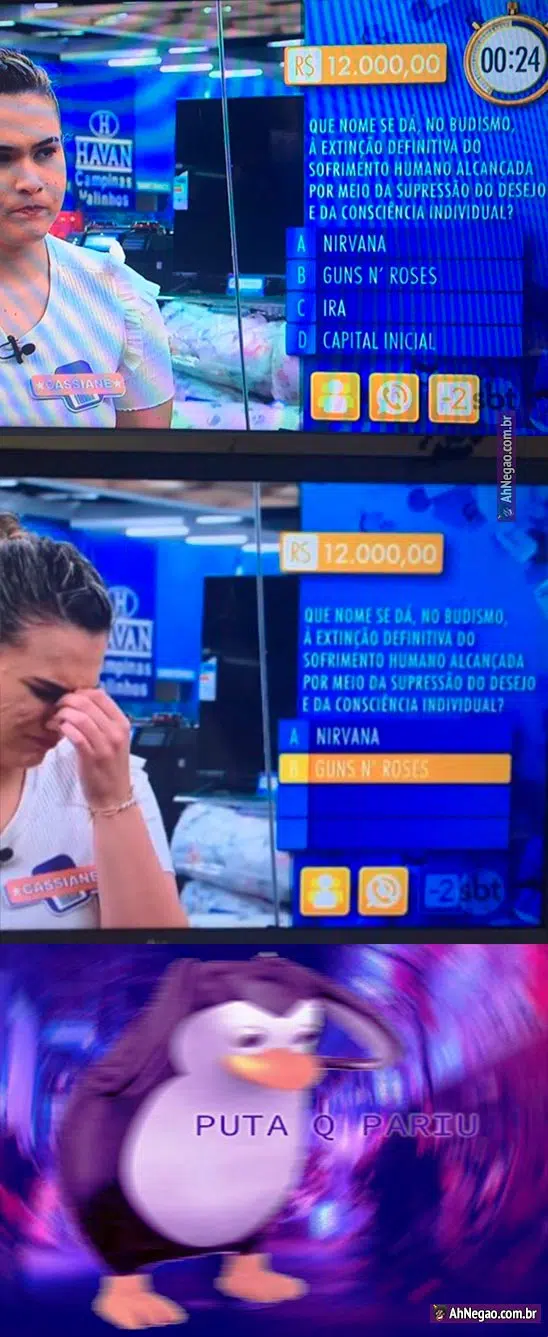 R$ 12.000,00
00:24
QUE NOME SE DÁ, NO BUDISMO,
À EXTINÇÃO DEFINITIVA DO
SOFRIMENTO HUMANO ALCANÇADA
POR MEIO DA SUPRESSÃO DO DESEJO
E DA CONSCIÊNCIA INDIVIDUAL?
A NIRVANA
B GUNS N' ROSES
C IRA
D CAPITAL INICIAL
H
HAVAN
Campinas
Valinhos
CASSIANE
-2
sbt
AhNegao.com.br
R$ 12.000,00
QUE NOME SE DÁ, NO BUDISMO,
À EXTINÇÃO DEFINITIVA DO
SOFRIMENTO HUMANO ALCANÇADA
POR MEIO DA SUPRESSÃO DO DESEJO
E DA CONSCIÊNCIA INDIVIDUAL?
A NIRVANA
B GUNS N' ROSES
H
VAN
mpinas
linhos
CASSIANE
-2
sbt
PUTA Q PARIU
AhNegao.com.br